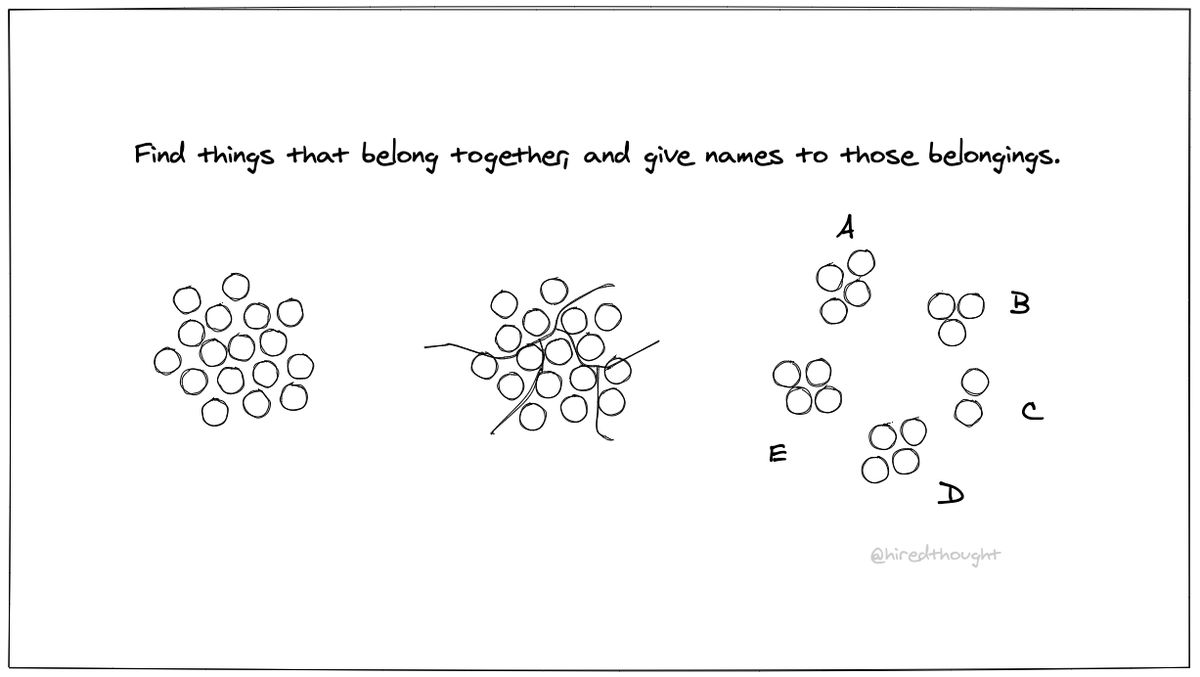 Find things that belong together, and give names to those belongings.
A
B
C
E
D
@hiredthought